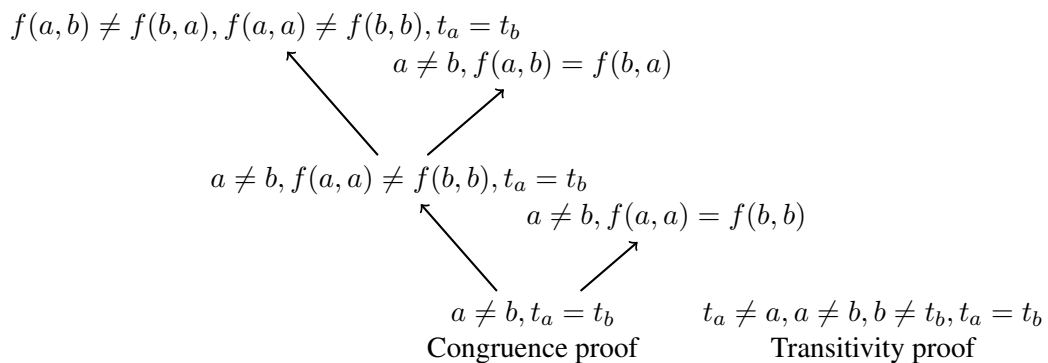 f(a, b) ≠ f(b, a), f(a, a) ≠ f(b, b), t_a = t_b
a ≠ b, f(a, b) = f(b, a)
a ≠ b, f(a, a) ≠ f(b, b), t_a = t_b
a ≠ b, f(a, a) = f(b, b)
a ≠ b, t_a = t_b
t_a ≠ a, a ≠ b, b ≠ t_b, t_a = t_b
Congruence proof
Transitivity proof